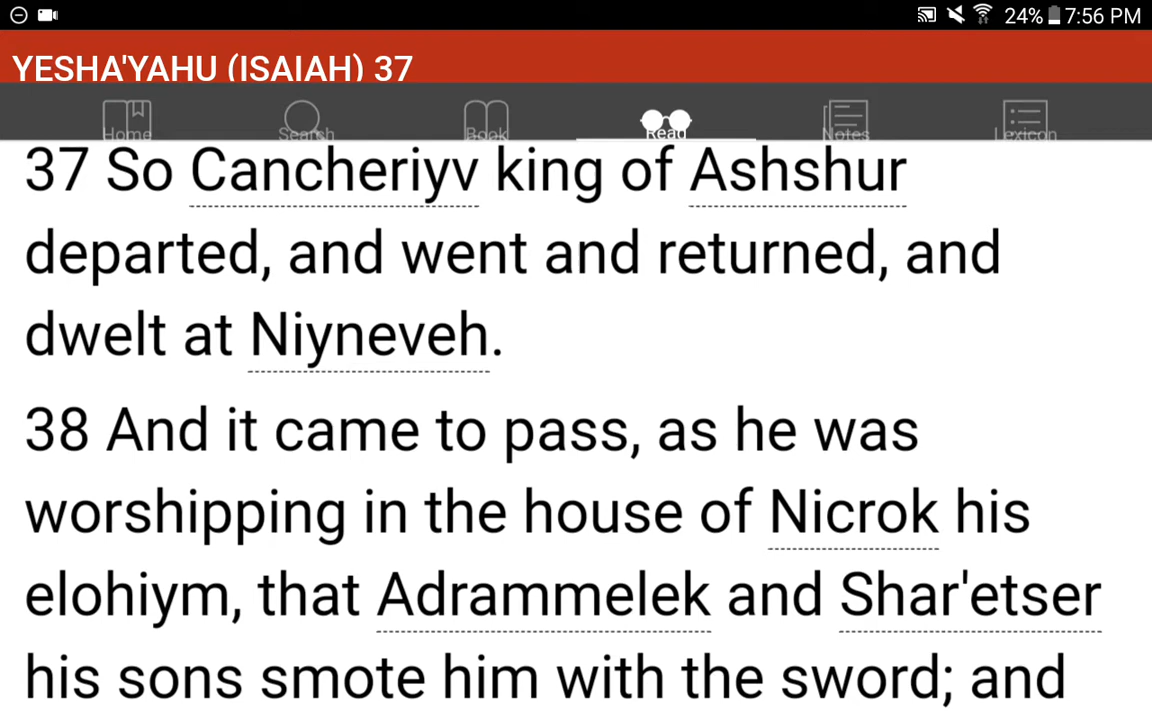 24% 7:56 PM
YESHA'YAHU (ISAIAH) 37
Home Search Book Read Notes Lexicon
37 So Cancheriyv king of Ashshur
departed, and went and returned, and
dwelt at Niyneveh.
38 And it came to pass, as he was
worshipping in the house of Nicrok his
elohiym, that Adrammelek and Shar'etser
his sons smote him with the sword; and